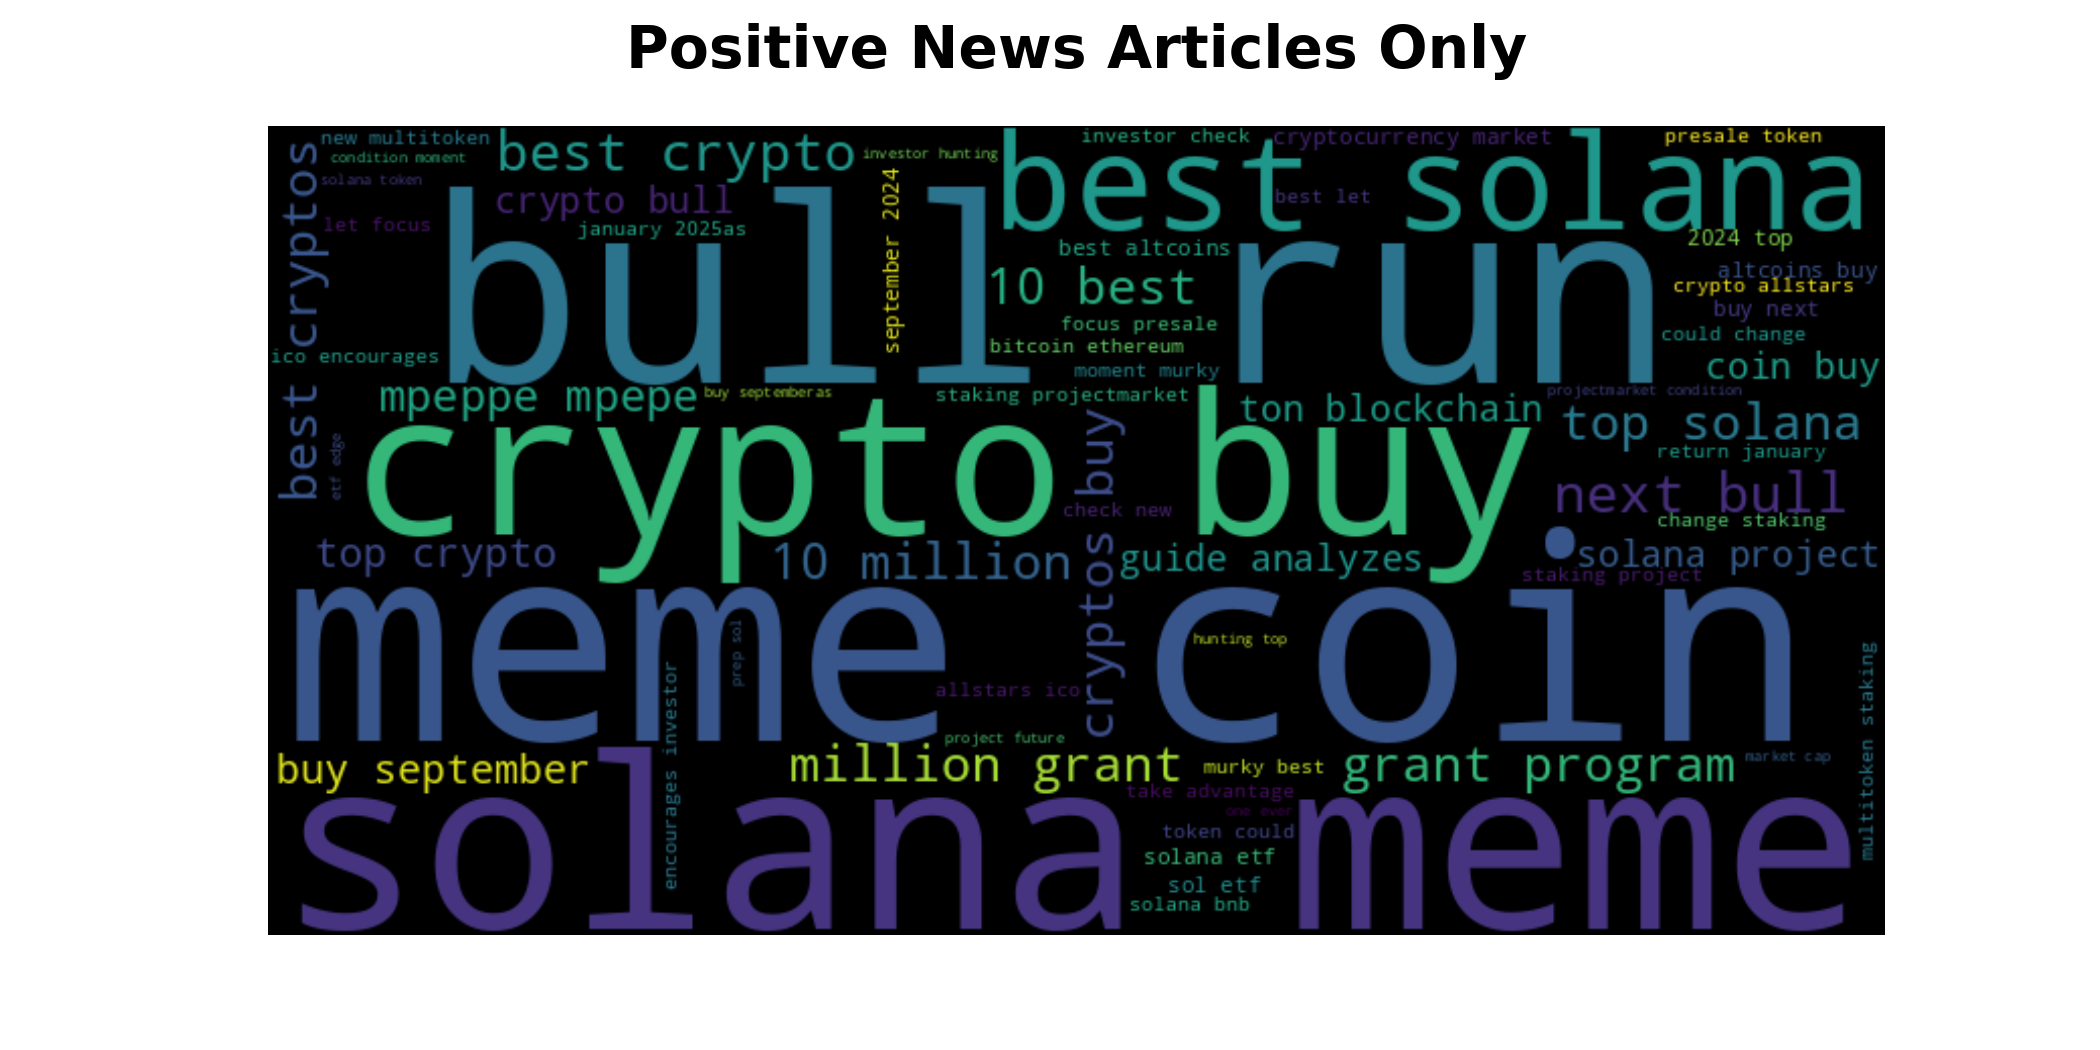 Positive News Articles Only
new multitoken
condition moment
solana token
let focus
best cryptos
best crypto
crypto bull
january 2025as
investor hunting
september 2024
best solana
investor check
cryptocurrency market
presale token
best let
bull run
best altcoins
10 best
focus presale
bitcoin ethereum
moment murky
2024 top
altcoins buy
crypto allstars
buy next
could change
coin buy
ico encourages
mpeppe mpepe
buy septemberas
staking projectmarket
ton blockchain
projectmarket condition
top solana
return january
etf edge
crypto buy
cryptos buy
check new
next bull
change staking
top crypto
10 million
guide analyzes
solana project
staking project
meme coin
prep sol
hunting top
allstars ico
encourages investor
multitoken staking
project future
buy september
million grant
murky best
grant program
market cap
take advantage
one ever
token could
solana etf
sol etf
solana bnb
solana meme